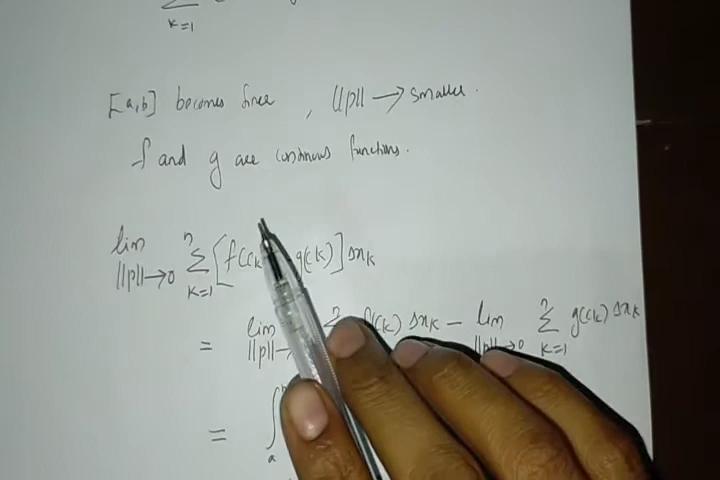 Σ
K=1
[a,b] becomes finer , ||p|| → smaller.
f and g are continuous functions.
lim ||p||→0 n Σ K=1 [f(ck g(ck)] Δxk
= lim ||p||→ Σ f(ck) Δxk − lim ||p||→0 n Σ K=1 g(ck) Δxk
= ∫ a b